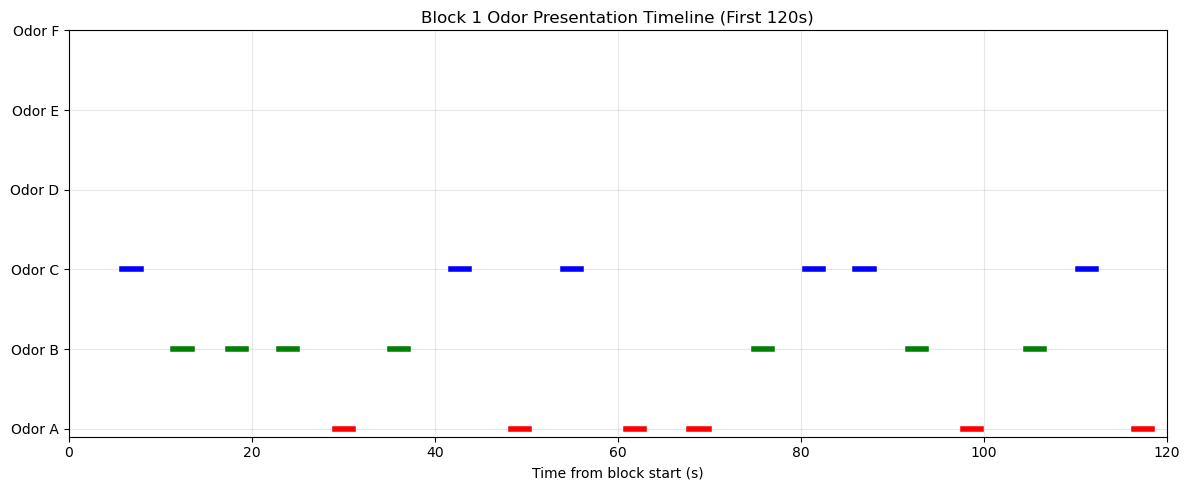 Block 1 Odor Presentation Timeline (First 120s)
Odor F
Odor E
Odor D
Odor C
Odor B
Odor A
0 20 40 60 80 100 120
Time from block start (s)